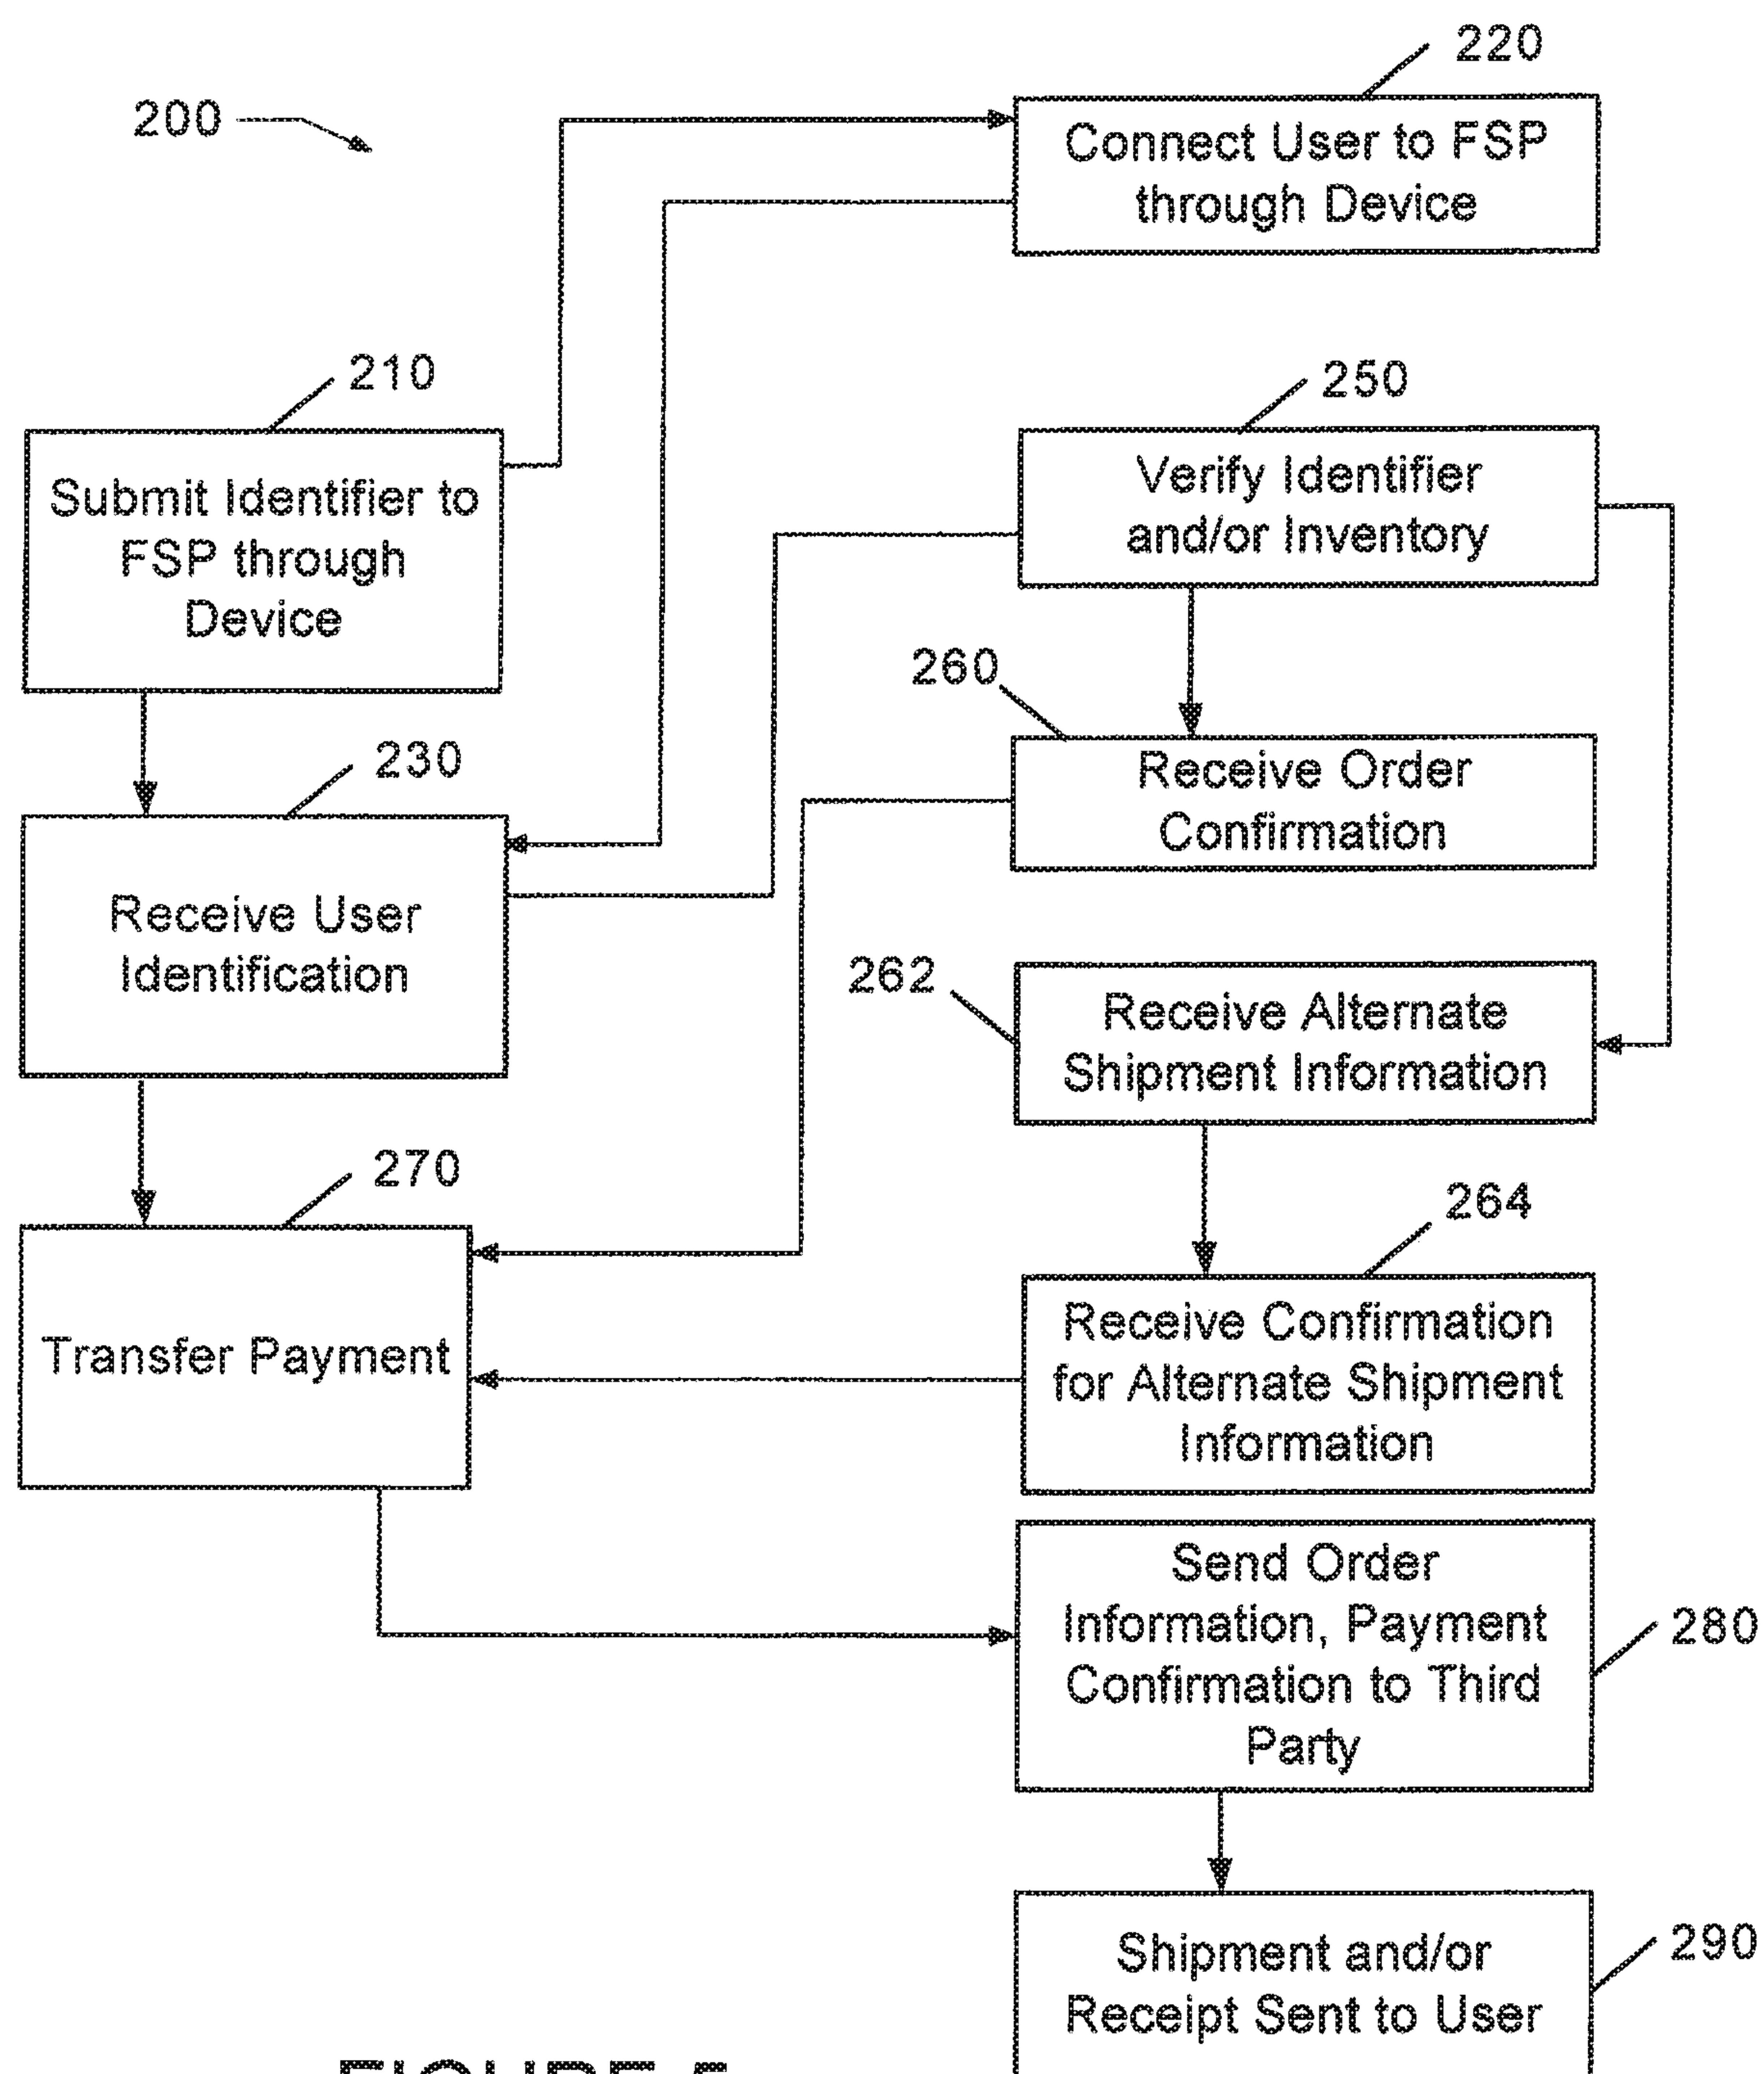 220
200
Connect User to FSP
through Device
210
250
Submit Identifier to
FSP through
Device
Verify Identifier
and/or Inventory
260
230
Receive Order
Confirmation
Receive User
Identification
262
Receive Alternate
Shipment Information
270
264
Transfer Payment
Receive Confirmation
for Alternate Shipment
Information
Send Order
Information, Payment
Confirmation to Third
Party
280
290
Shipment and/or
Receipt Sent to User
FIGURE 5